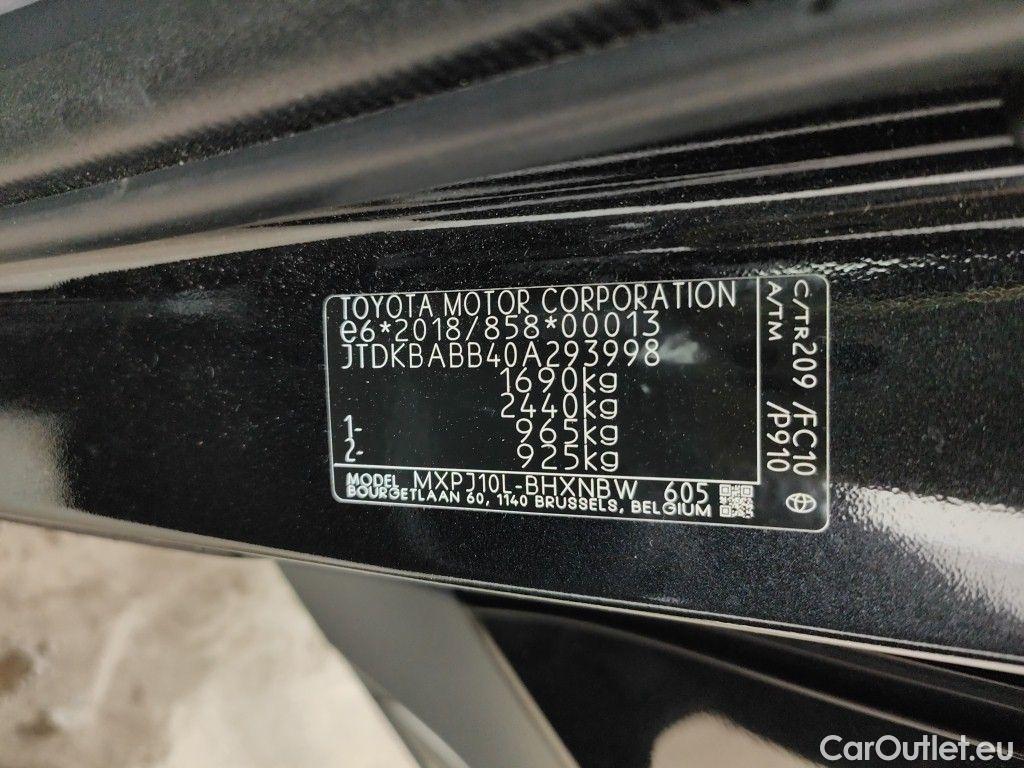 TOYOTA MOTOR CORPORATION
e6*2018/858*00013
JTDKBABB40A293998
1690kg
2440kg
1- 965kg
2- 925kg
MODEL MXPJ10L-BHXNBW 605
BOURGETLAAN 60, 1140 BRUSSELS, BELGIUM
C/TR209 /FC10
A/TM /P910
CarOutlet.eu